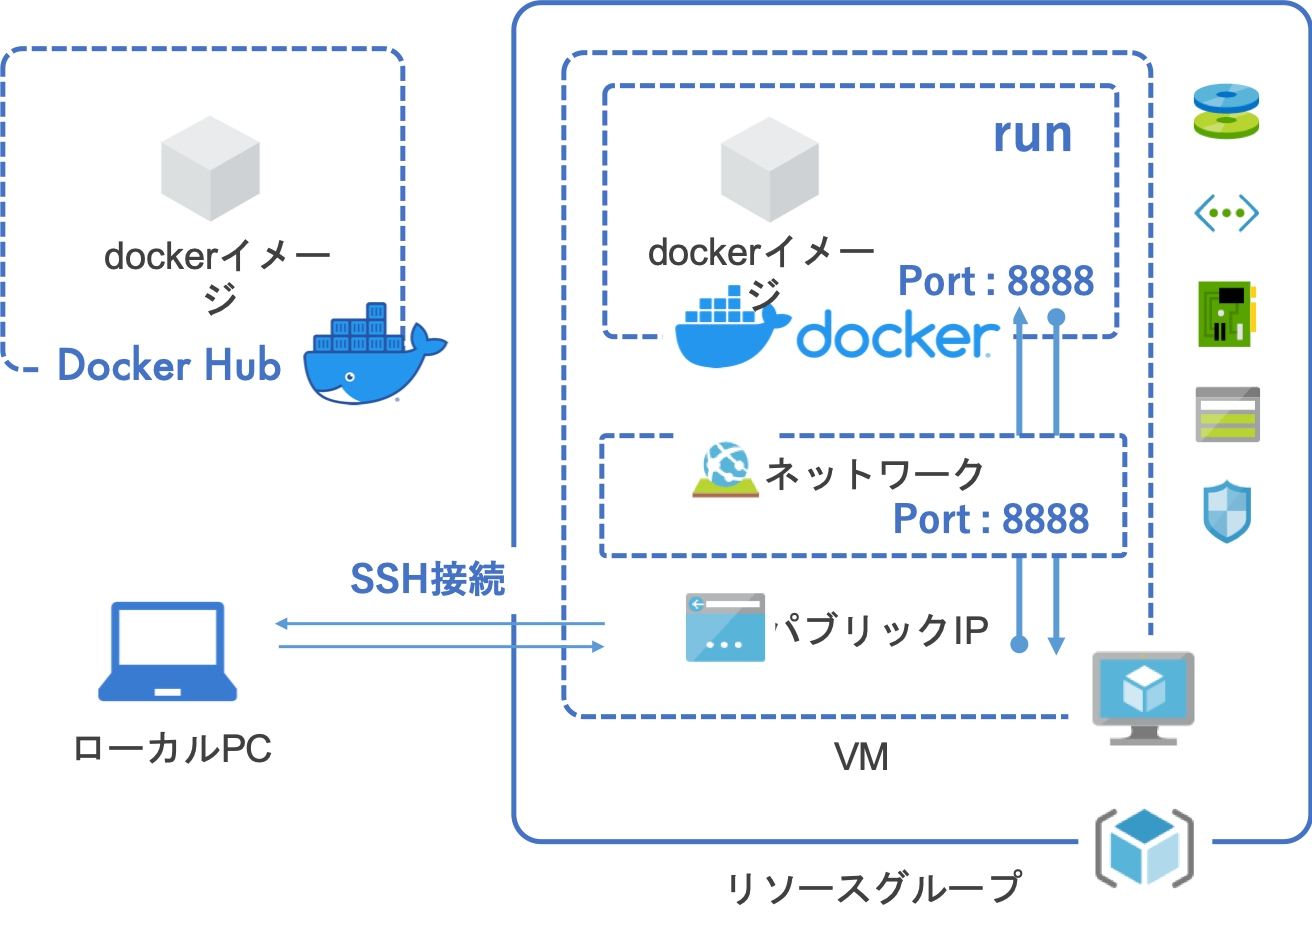 dockerイメー
ジ
Docker Hub
run
dockerイメー
ジ
Port : 8888
docker
ネットワーク
Port : 8888
SSH接続
パブリックIP
ローカルPC
VM
リソースグループ